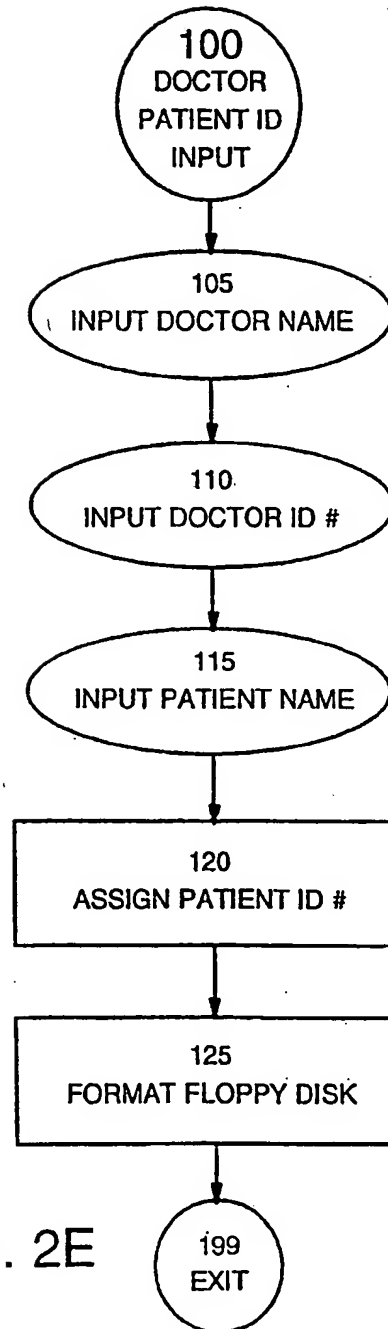 100
DOCTOR
PATIENT ID
INPUT
105
INPUT DOCTOR NAME
110
INPUT DOCTOR ID #
115
INPUT PATIENT NAME
120
ASSIGN PATIENT ID #
125
FORMAT FLOPPY DISK
. 2E
199
EXIT